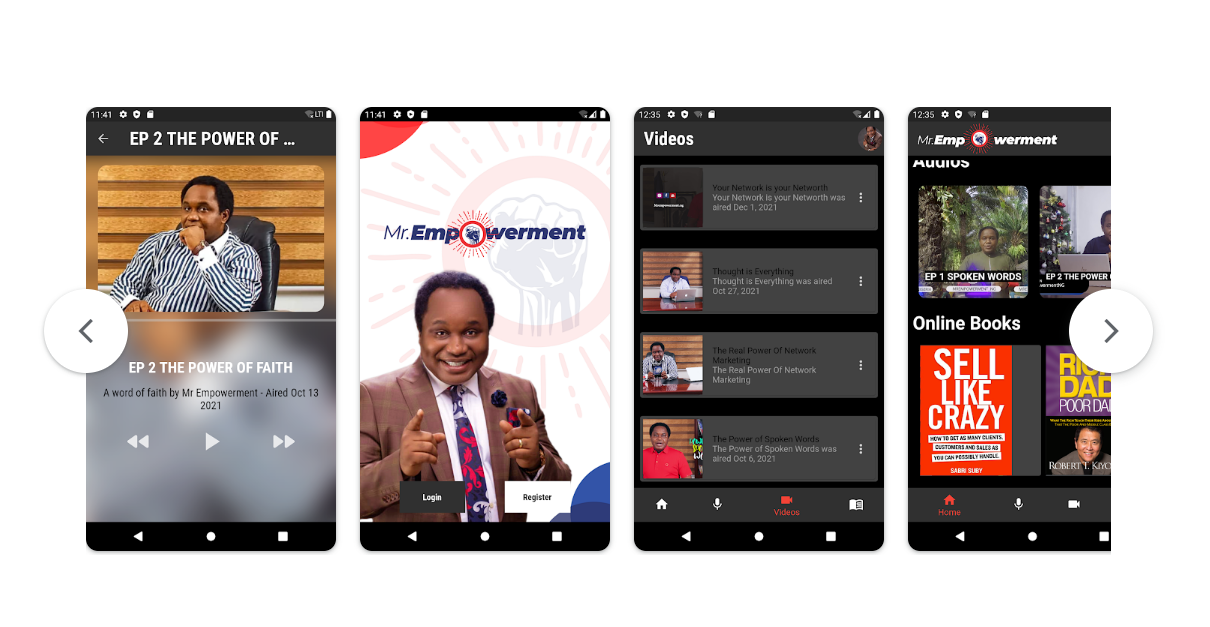 11:41
LTE
EP 2 THE POWER OF ...
EP 2 THE POWER OF FAITH
A word of faith by Mr Empowerment - Aired Oct 13
2021
11:41
Mr.Empowerment
Login
Register
12:35
Videos
Your Network is your Networth
Your Network is your Networth was
aired Dec 1, 2021
Thought is Everything
Thought is Everything was aired
Oct 27, 2021
The Real Power Of Network
Marketing
The Real Power Of Network
Marketing
The Power of Spoken Words
The Power of Spoken Words was
aired Oct 6, 2021
Videos
12:35
Mr.Empowerment
Audios
EP 1 SPOKEN WORDS
EP 2 THE POWER
Online Books
SELL
LIKE
CRAZY
HOW TO GET AS MANY CLIENTS,
CUSTOMERS AND SALES AS
YOU CAN POSSIBLY HANDLE.
SABRI SUBY
RIC
DAD
POOR DA
ROBERT T. KIYO
Home